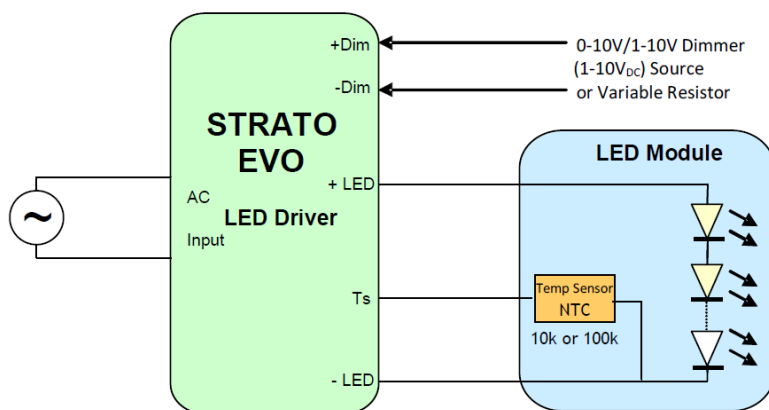 +Dim
-Dim
0-10V/1-10V Dimmer
(1-10VDC) Source
or Variable Resistor
STRATO
EVO
LED Driver
AC
Input
~
+ LED
Ts
- LED
LED Module
Temp Sensor
NTC
10k or 100k